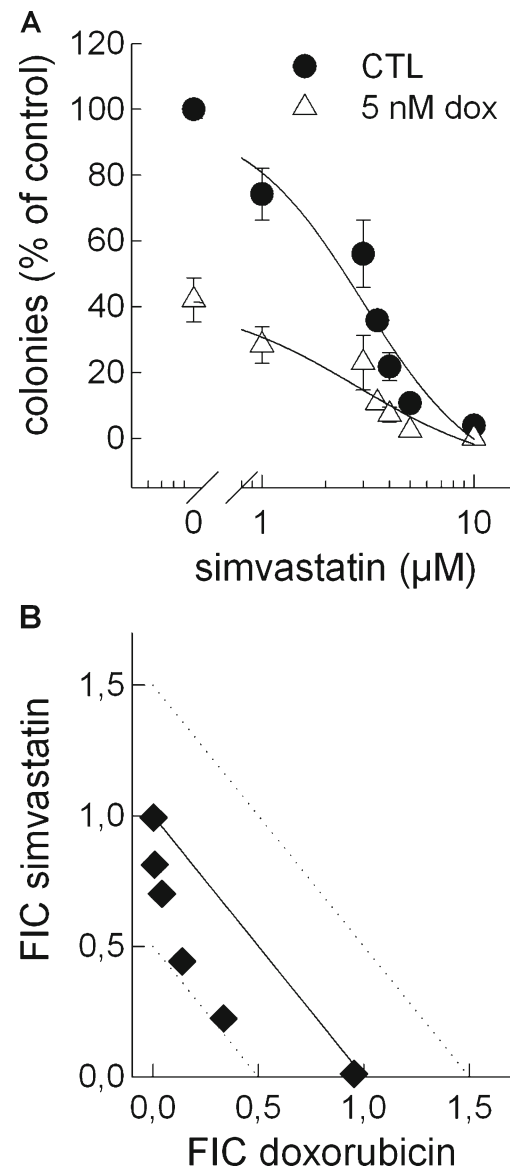 A
120
100
80
60
40
20
0
colonies (% of control)
CTL
5 nM dox
0 1 10
simvastatin (µM)
B
1,5
1,0
0,5
0,0
FIC simvastatin
0,0 0,5 1,0 1,5
FIC doxorubicin